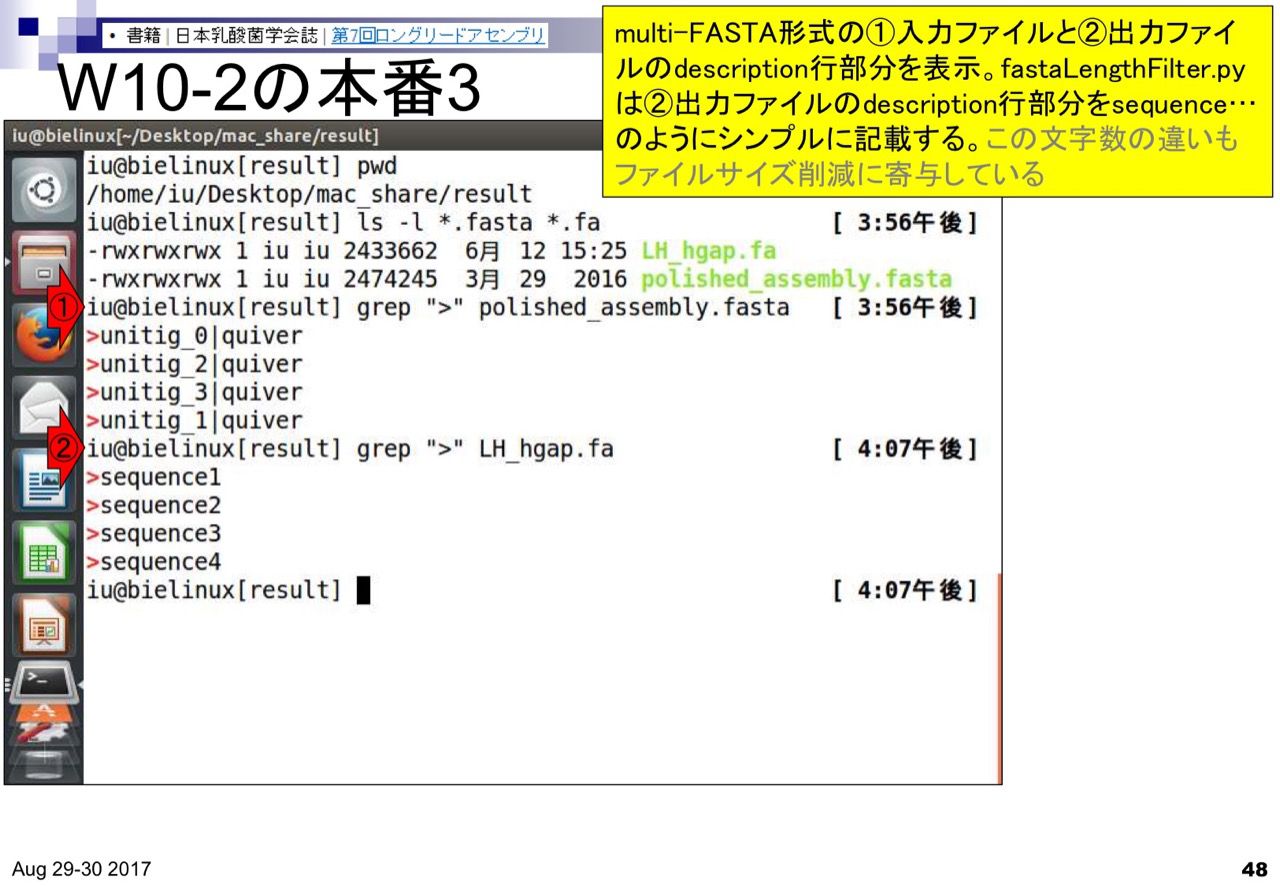 • 書籍 | 日本乳酸菌学会誌 | 第7回ロングリードアセンブリ
W10-2の本番3
multi-FASTA形式の①入力ファイルと②出力ファイ
ルのdescription行部分を表示。fastaLengthFilter.py
は②出力ファイルのdescription行部分をsequence…
のようにシンプルに記載する。この文字数の違いも
ファイルサイズ削減に寄与している
iu@bielinux[~/Desktop/mac_share/result]
iu@bielinux[result] pwd
/home/iu/Desktop/mac_share/result
iu@bielinux[result] ls -l *.fasta *.fa [ 3:56午後]
-rwxrwxrwx 1 iu iu 2433662 6月 12 15:25 LH_hgap.fa
-rwxrwxrwx 1 iu iu 2474245 3月 29 2016 polished_assembly.fasta
① iu@bielinux[result] grep ">" polished_assembly.fasta [ 3:56午後]
>unitig_0|quiver
>unitig_2|quiver
>unitig_3|quiver
>unitig_1|quiver
② iu@bielinux[result] grep ">" LH_hgap.fa [ 4:07午後]
>sequence1
>sequence2
>sequence3
>sequence4
iu@bielinux[result] [ 4:07午後]
Aug 29-30 2017
48